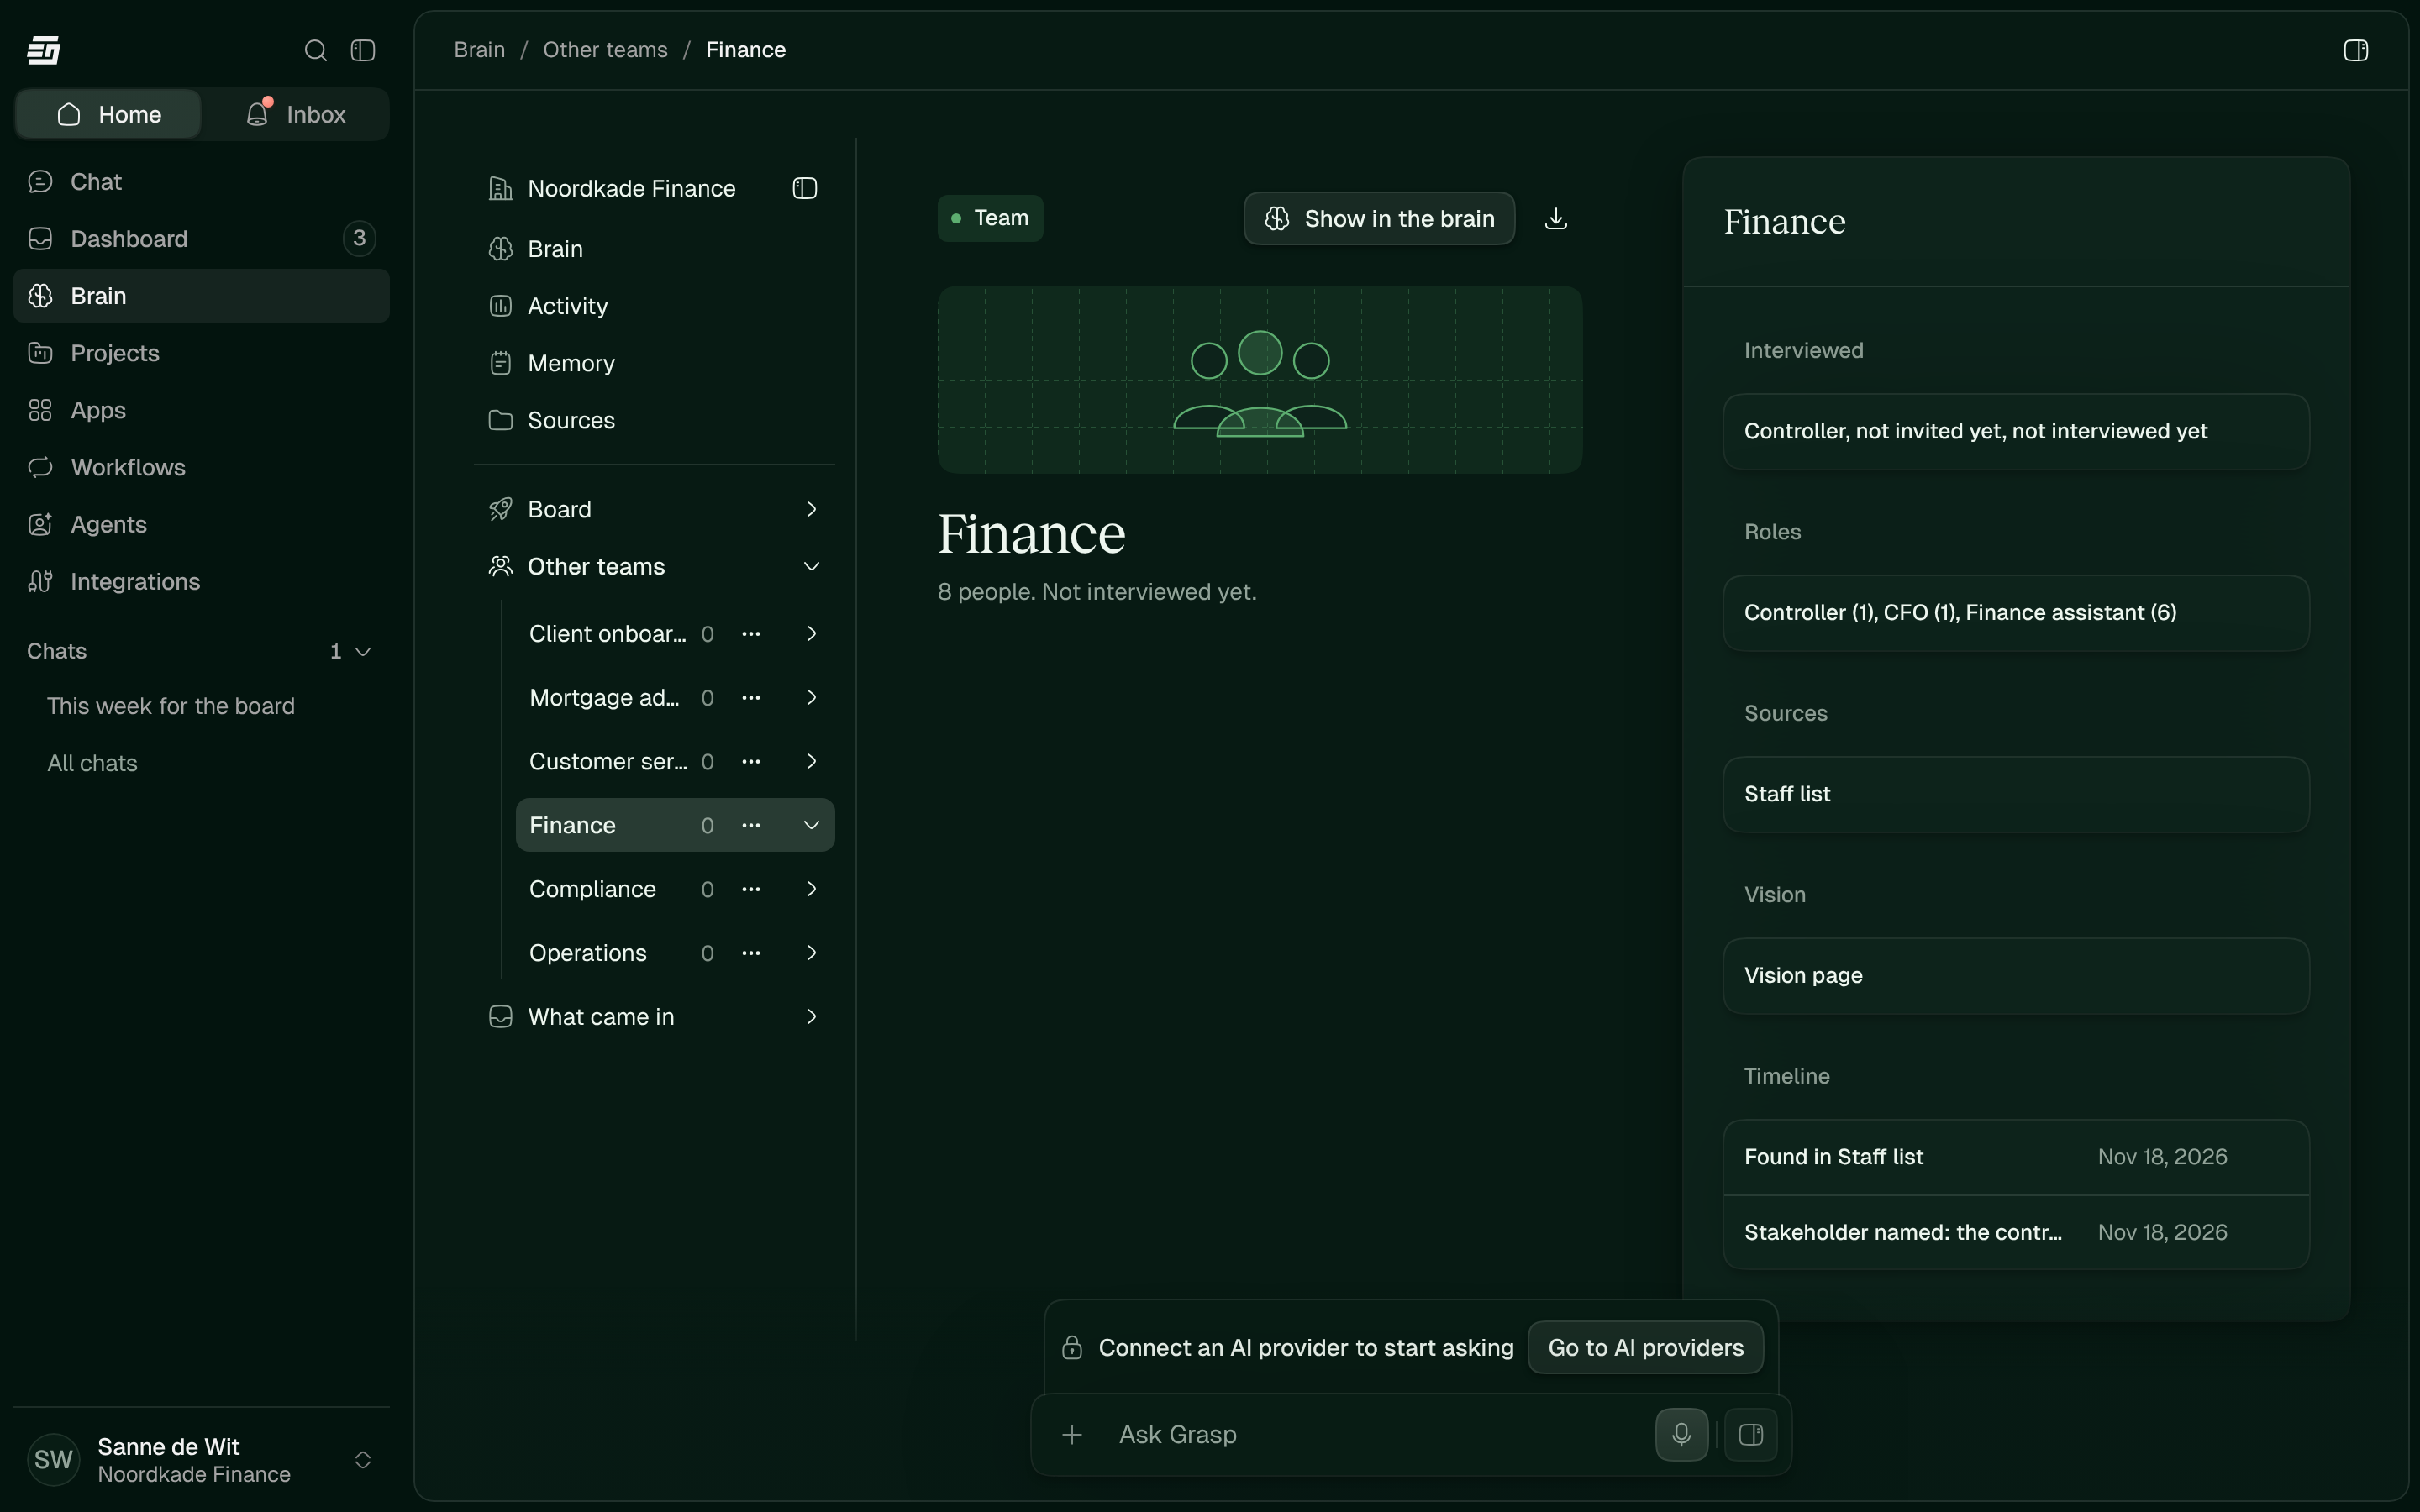 Home
Inbox
Chat
Dashboard 3
Brain
Projects
Apps
Workflows
Agents
Integrations
Chats 1
This week for the board
All chats
SW
Sanne de Wit
Noordkade Finance
Brain / Other teams / Finance
Noordkade Finance
Brain
Activity
Memory
Sources
Board
Other teams
Client onboar... 0
Mortgage ad... 0
Customer ser... 0
Finance 0
Compliance 0
Operations 0
What came in
Team
Show in the brain
Finance
8 people. Not interviewed yet.
Finance
Interviewed
Controller, not invited yet, not interviewed yet
Roles
Controller (1), CFO (1), Finance assistant (6)
Sources
Staff list
Vision
Vision page
Timeline
Found in Staff list Nov 18, 2026
Stakeholder named: the contr... Nov 18, 2026
Connect an AI provider to start asking
Go to AI providers
Ask Grasp